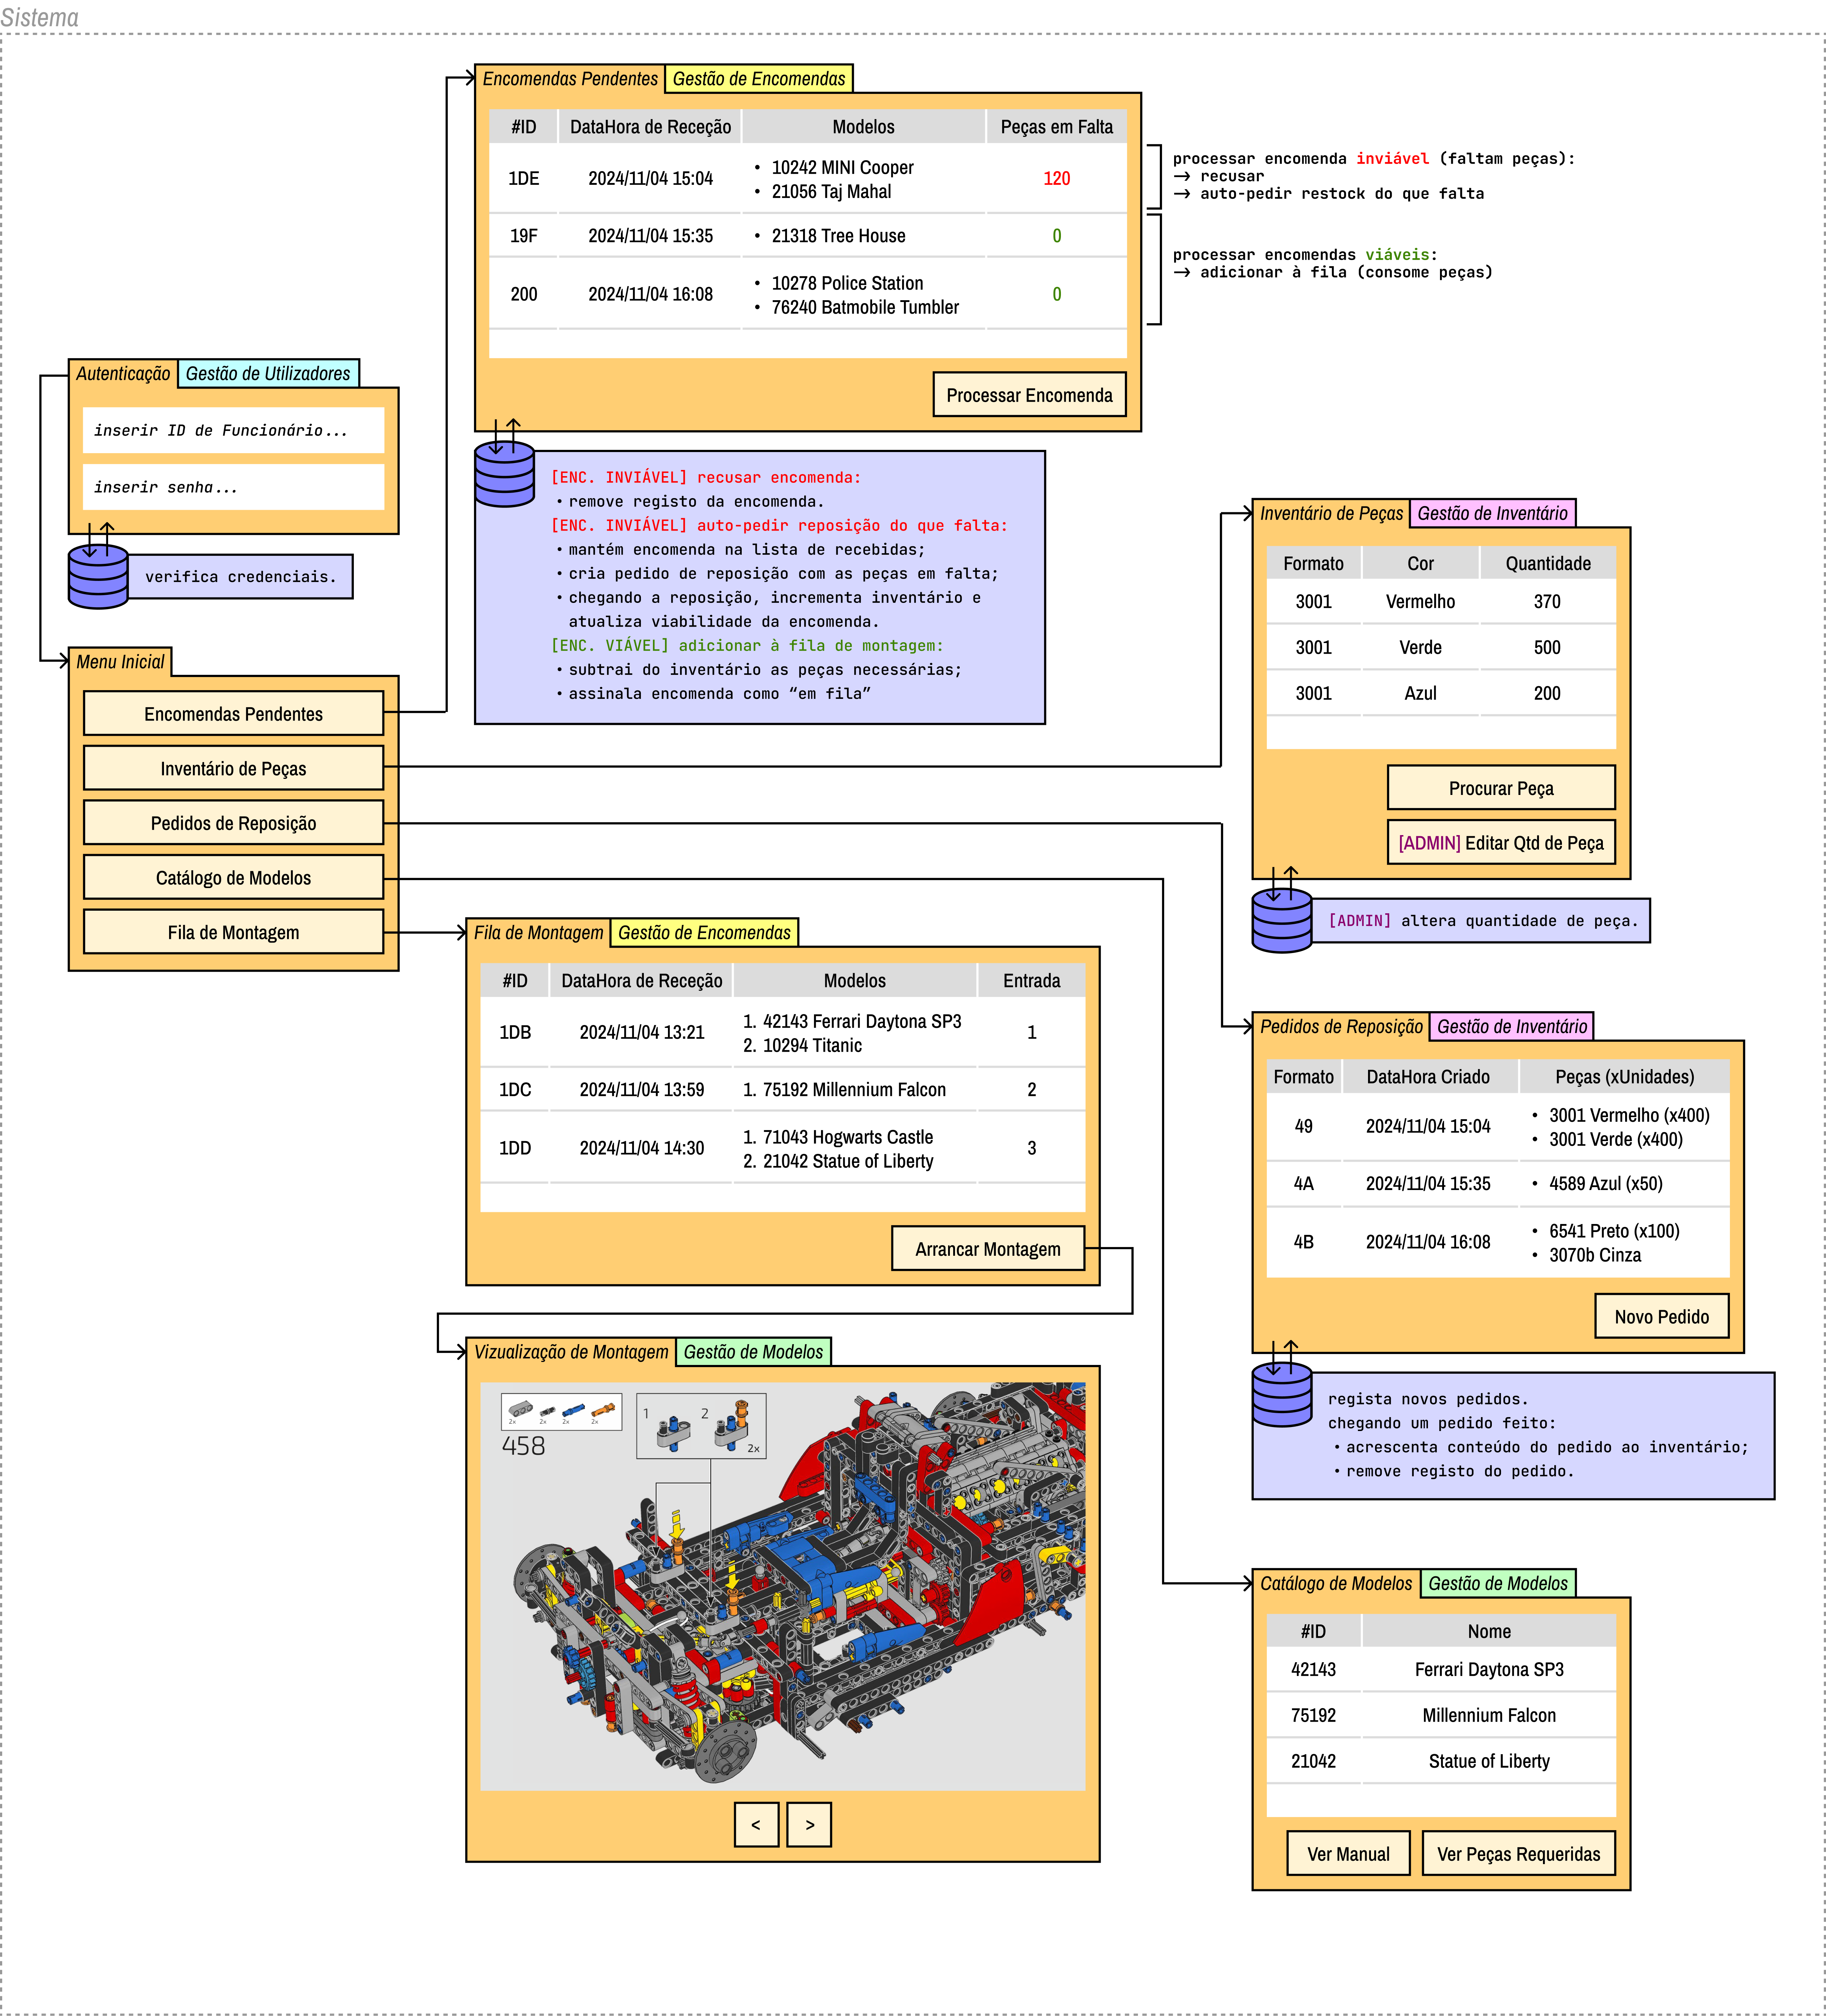 Sistema
Encomendas Pendentes
Gestão de Encomendas
#ID
DataHora de Receção
Modelos
Peças em Falta
1DE
2024/11/04 15:04
• 10242 MINI Cooper
• 21056 Taj Mahal
120
19F
2024/11/04 15:35
• 21318 Tree House
0
200
2024/11/04 16:08
• 10278 Police Station
• 76240 Batmobile Tumbler
0
Processar Encomenda
processar encomenda inviável (faltam peças):
→ recusar
→ auto-pedir restock do que falta
processar encomendas viáveis:
→ adicionar à fila (consome peças)
[ENC. INVIÁVEL] recusar encomenda:
• remove registo da encomenda.
[ENC. INVIÁVEL] auto-pedir reposição do que falta:
• mantém encomenda na lista de recebidas;
• cria pedido de reposição com as peças em falta;
• chegando a reposição, incrementa inventário e
atualiza viabilidade da encomenda.
[ENC. VIÁVEL] adicionar à fila de montagem:
• subtrai do inventário as peças necessárias;
• assinala encomenda como “em fila”
Autenticação
Gestão de Utilizadores
inserir ID de Funcionário...
inserir senha...
verifica credenciais.
Menu Inicial
Encomendas Pendentes
Inventário de Peças
Pedidos de Reposição
Catálogo de Modelos
Fila de Montagem
Inventário de Peças
Gestão de Inventário
Formato
Cor
Quantidade
3001
Vermelho
370
3001
Verde
500
3001
Azul
200
Procurar Peça
[ADMIN] Editar Qtd de Peça
[ADMIN] altera quantidade de peça.
Fila de Montagem
Gestão de Encomendas
#ID
DataHora de Receção
Modelos
Entrada
1DB
2024/11/04 13:21
1. 42143 Ferrari Daytona SP3
2. 10294 Titanic
1
1DC
2024/11/04 13:59
1. 75192 Millennium Falcon
2
1DD
2024/11/04 14:30
1. 71043 Hogwarts Castle
2. 21042 Statue of Liberty
3
Arrancar Montagem
Pedidos de Reposição
Gestão de Inventário
Formato
DataHora Criado
Peças (xUnidades)
49
2024/11/04 15:04
• 3001 Vermelho (x400)
• 3001 Verde (x400)
4A
2024/11/04 15:35
• 4589 Azul (x50)
4B
2024/11/04 16:08
• 6541 Preto (x100)
• 3070b Cinza
Novo Pedido
regista novos pedidos.
chegando um pedido feito:
• acrescenta conteúdo do pedido ao inventário;
• remove registo do pedido.
Vizualização de Montagem
Gestão de Modelos
2x
2x
2x
2x
458
1
2
2x
<
>
Catálogo de Modelos
Gestão de Modelos
#ID
Nome
42143
Ferrari Daytona SP3
75192
Millennium Falcon
21042
Statue of Liberty
Ver Manual
Ver Peças Requeridas